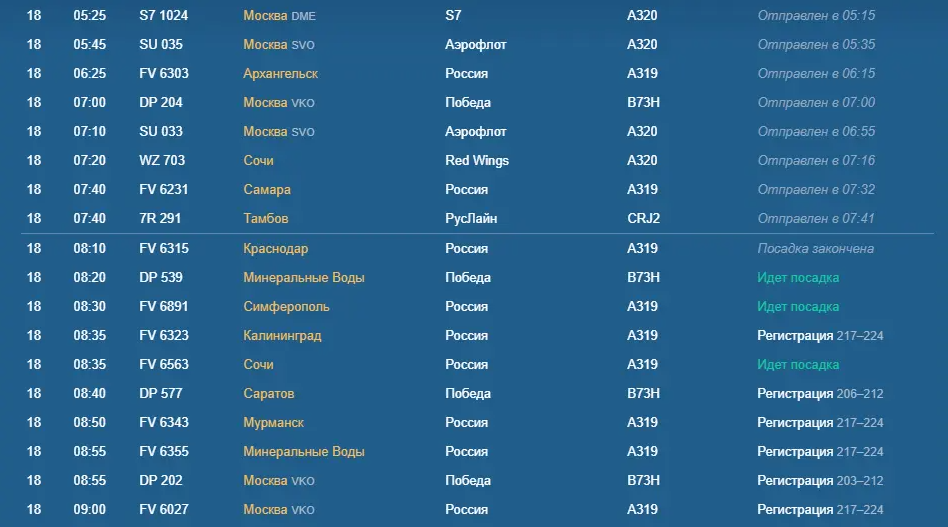 18 05:25 S7 1024 Москва DME S7 A320 Отправлен в 05:15
18 05:45 SU 035 Москва SVO Аэрофлот A320 Отправлен в 05:35
18 06:25 FV 6303 Архангельск Россия A319 Отправлен в 06:15
18 07:00 DP 204 Москва VKO Победа B73H Отправлен в 07:00
18 07:10 SU 033 Москва SVO Аэрофлот A320 Отправлен в 06:55
18 07:20 WZ 703 Сочи Red Wings A320 Отправлен в 07:16
18 07:40 FV 6231 Самара Россия A319 Отправлен в 07:32
18 07:40 7R 291 Тамбов РусЛайн CRJ2 Отправлен в 07:41
18 08:10 FV 6315 Краснодар Россия A319 Посадка закончена
18 08:20 DP 539 Минеральные Воды Победа B73H Идет посадка
18 08:30 FV 6891 Симферополь Россия A319 Идет посадка
18 08:35 FV 6323 Калининград Россия A319 Регистрация 217–224
18 08:35 FV 6563 Сочи Россия A319 Идет посадка
18 08:40 DP 577 Саратов Победа B73H Регистрация 206–212
18 08:50 FV 6343 Мурманск Россия A319 Регистрация 217–224
18 08:55 FV 6355 Минеральные Воды Россия A319 Регистрация 217–224
18 08:55 DP 202 Москва VKO Победа B73H Регистрация 203–212
18 09:00 FV 6027 Москва VKO Россия A319 Регистрация 217–224